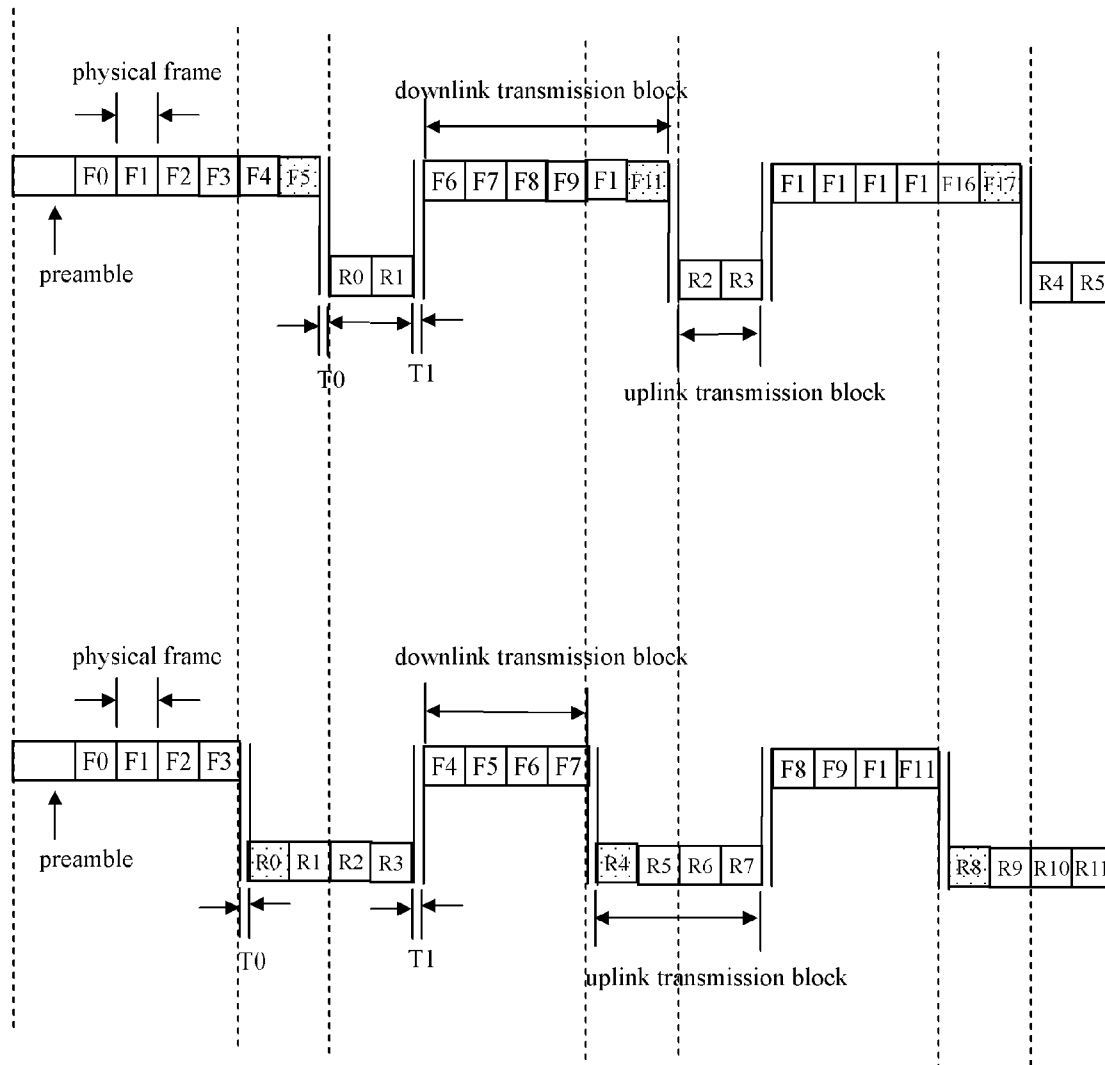 physical frame
downlink transmission block
F0 F1 F2 F3 F4 F5
F6 F7 F8 F9 F1 F11
F1 F1 F1 F1 F16 F17
preamble
R0 R1
R2 R3
R4 R5
T0
T1
uplink transmission block
physical frame
downlink transmission block
F0 F1 F2 F3
F4 F5 F6 F7
F8 F9 F1 F11
preamble
R0 R1 R2 R3
R4 R5 R6 R7
R8 R9 R10 R11
T0
T1
uplink transmission block